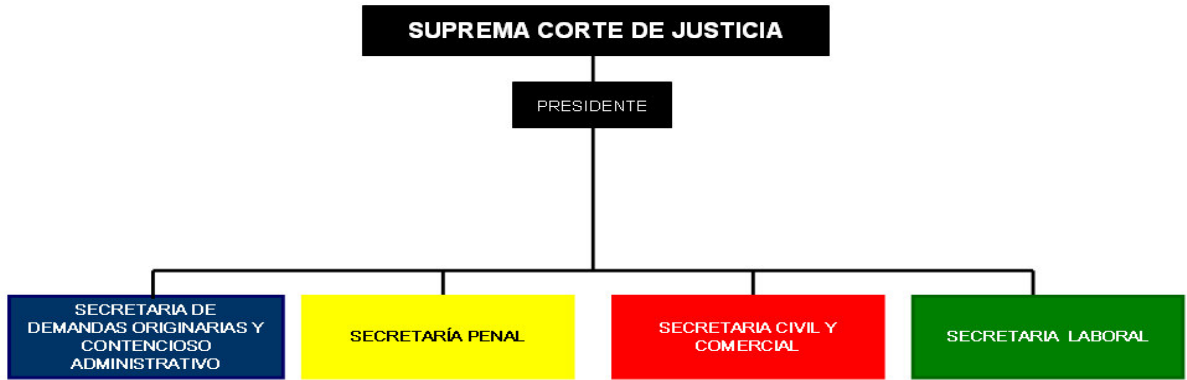 SUPREMA CORTE DE JUSTICIA
PRESIDENTE
SECRETARIA DE
DEMANDAS ORIGINARIAS Y
CONTENCIOSO
ADMINISTRATIVO
SECRETARÍA PENAL
SECRETARIA CIVIL Y
COMERCIAL
SECRETARIA LABORAL